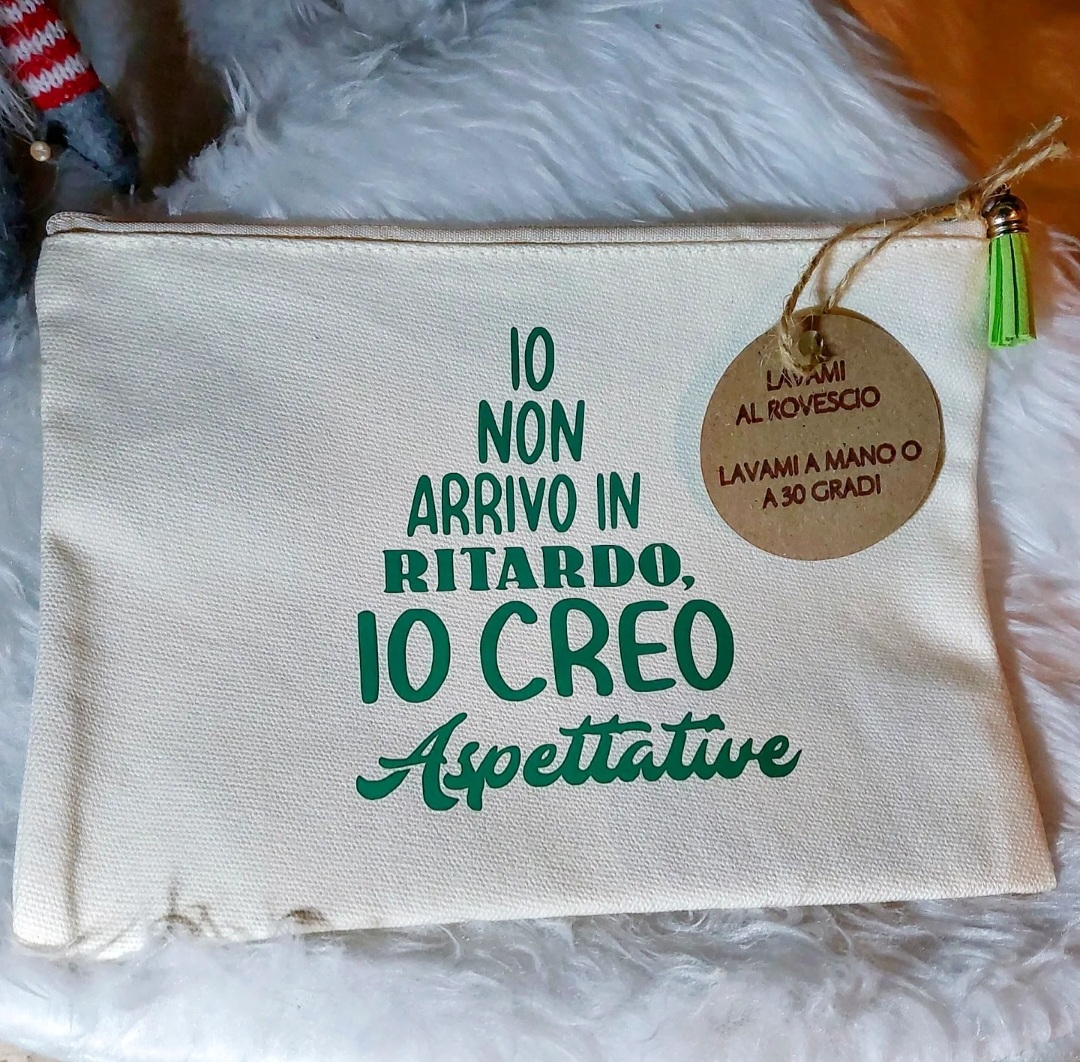 IO
NON
ARRIVO IN
RITARDO,
IO CREO
Aspettative
LAVAMI
AL ROVESCIO
LAVAMI A MANO O
A 30 GRADI